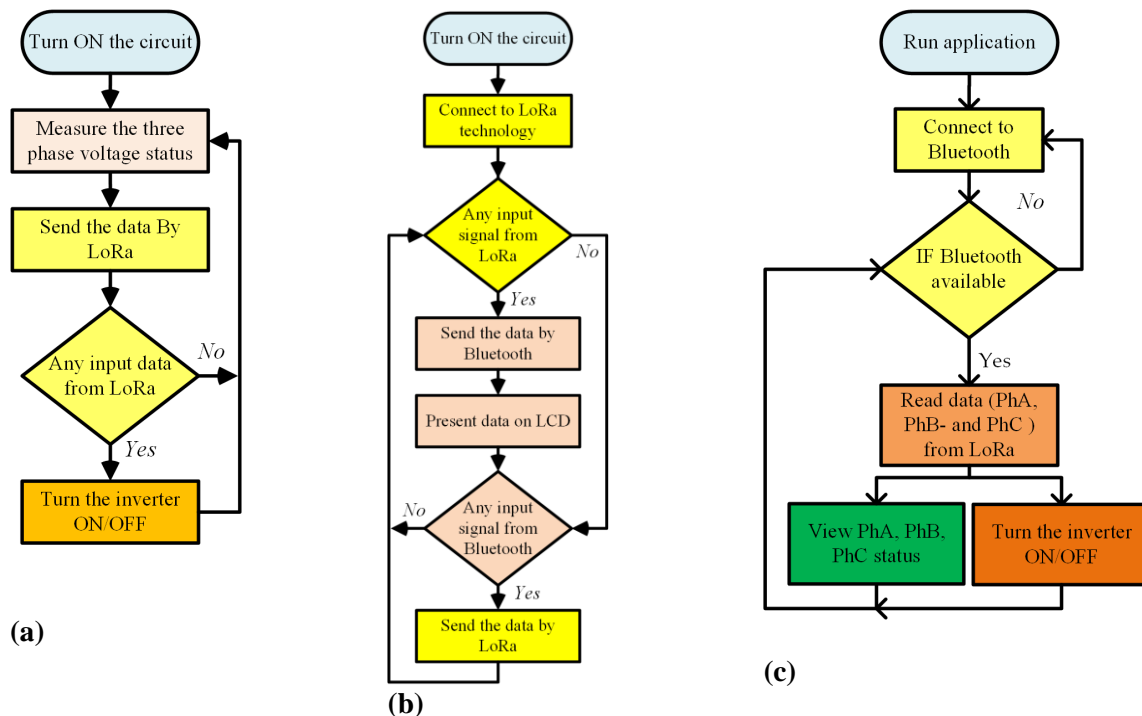 Turn ON the circuit
Measure the three
phase voltage status
Send the data By
LoRa
Any input data
from LoRa
No
Yes
Turn the inverter
ON/OFF
(a)
Turn ON the circuit
Connect to LoRa
technology
Any input
signal from
LoRa
No
Yes
Send the data by
Bluetooth
Present data on LCD
Any input
signal from
Bluetooth
No
Yes
Send the data by
LoRa
(b)
Run application
Connect to
Bluetooth
No
IF Bluetooth
available
Yes
Read data (PhA,
PhB- and PhC )
from LoRa
View PhA, PhB,
PhC status
Turn the inverter
ON/OFF
(c)